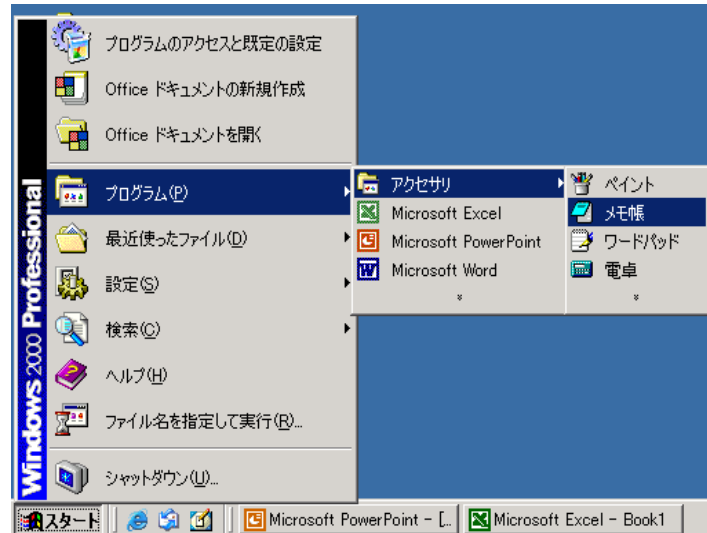 プログラムのアクセスと既定の設定
Office ドキュメントの新規作成
Office ドキュメントを開く
プログラム(P)
最近使ったファイル(D)
設定(S)
検索(C)
ヘルプ(H)
ファイル名を指定して実行(R)...
シャットダウン(U)...
Windows 2000 Professional
アクセサリ
Microsoft Excel
Microsoft PowerPoint
Microsoft Word
ペイント
メモ帳
ワードパッド
電卓
スタート
Microsoft PowerPoint - [...
Microsoft Excel - Book1